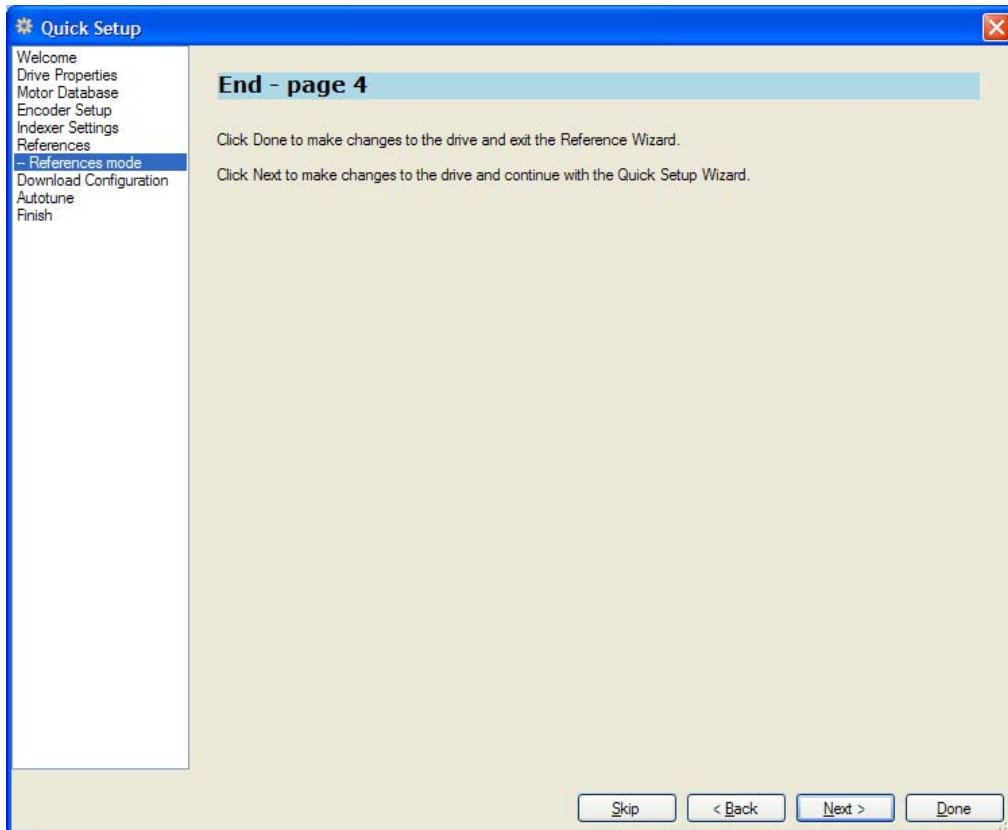 Quick Setup
Welcome
Drive Properties
Motor Database
Encoder Setup
Indexer Settings
References
– References mode
Download Configuration
Autotune
Finish
End - page 4
Click Done to make changes to the drive and exit the Reference Wizard.
Click Next to make changes to the drive and continue with the Quick Setup Wizard.
Skip
< Back
Next >
Done